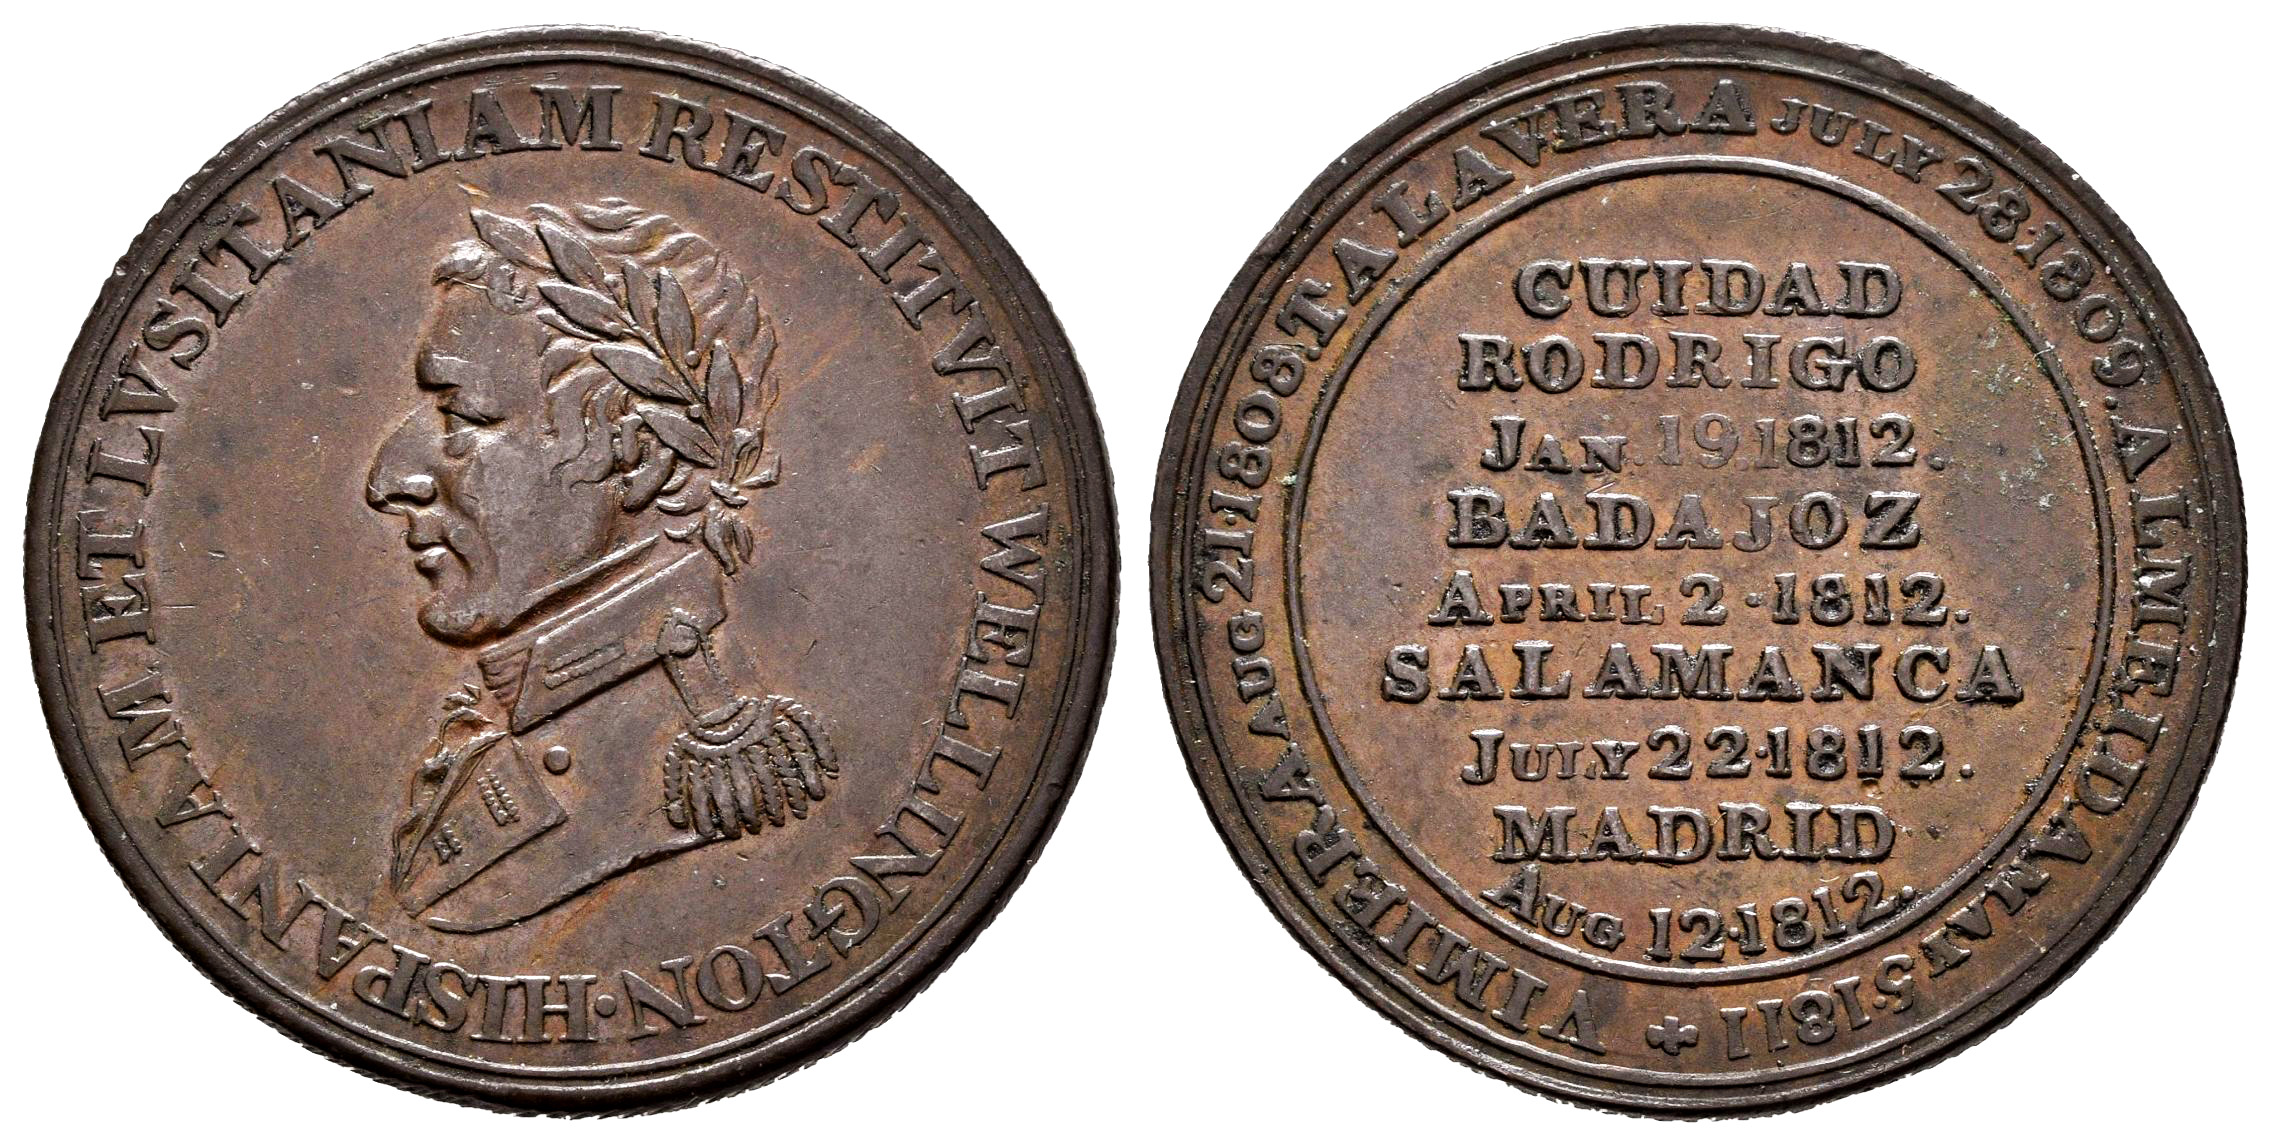 HISPANIAM ET LVSITANIAM RESTITVIT WELLINGTON ·
VIMIERA AUG 21·1808. TALAVERA JULY 28·1809. ALMEIDA MAY 5·1811
CUIDAD
RODRIGO
JAN. 19.1812.
BADAJOZ
APRIL 2·1812.
SALAMANCA
JULY 22·1812.
MADRID
AUG 12·1812.